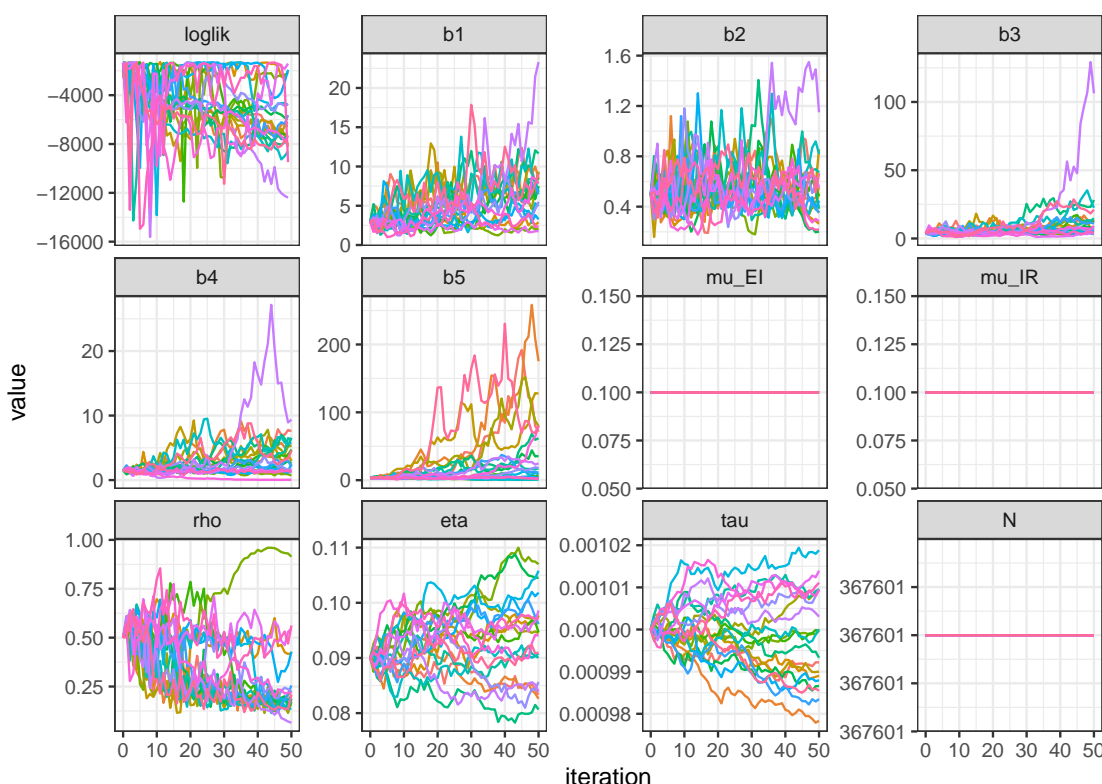 loglik b1 b2 b3
−4000 −8000 −12000 −16000
20 15 10 5 0
1.6 1.2 0.8 0.4
100 50 0
b4 b5 mu_EI mu_IR
20 10 0
200 100 0
0.150 0.125 0.100 0.075 0.050
0.150 0.125 0.100 0.075 0.050
value
rho eta tau N
1.00 0.75 0.50 0.25
0.11 0.10 0.09 0.08
0.00102 0.00101 0.00100 0.00099 0.00098
367601 367601 367601 367601
0 10 20 30 40 50 0 10 20 30 40 50 0 10 20 30 40 50 0 10 20 30 40 50
iteration